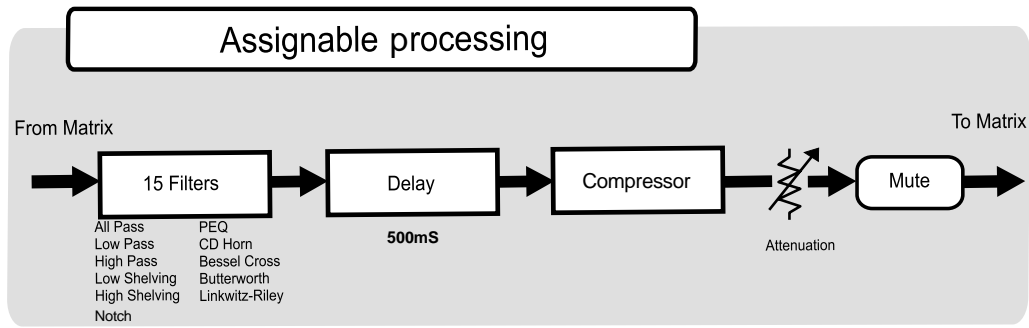 Assignable processing
From Matrix
To Matrix
15 Filters
Delay
Compressor
Mute
All Pass
Low Pass
High Pass
Low Shelving
High Shelving
Notch
PEQ
CD Horn
Bessel Cross
Butterworth
Linkwitz-Riley
500mS
Attenuation